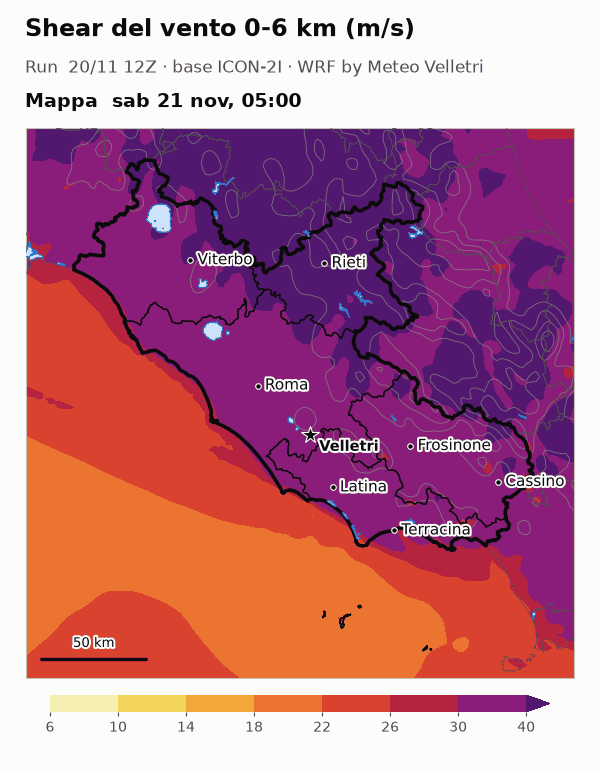 Shear del vento 0-6 km (m/s)
Run  20/11 12Z · base ICON-2I · WRF by Meteo Velletri
Mappa  sab 21 nov, 05:00
Viterbo
Rieti
Roma
Velletri
Frosinone
Cassino
Latina
Terracina
50 km
6 10 14 18 22 26 30 40